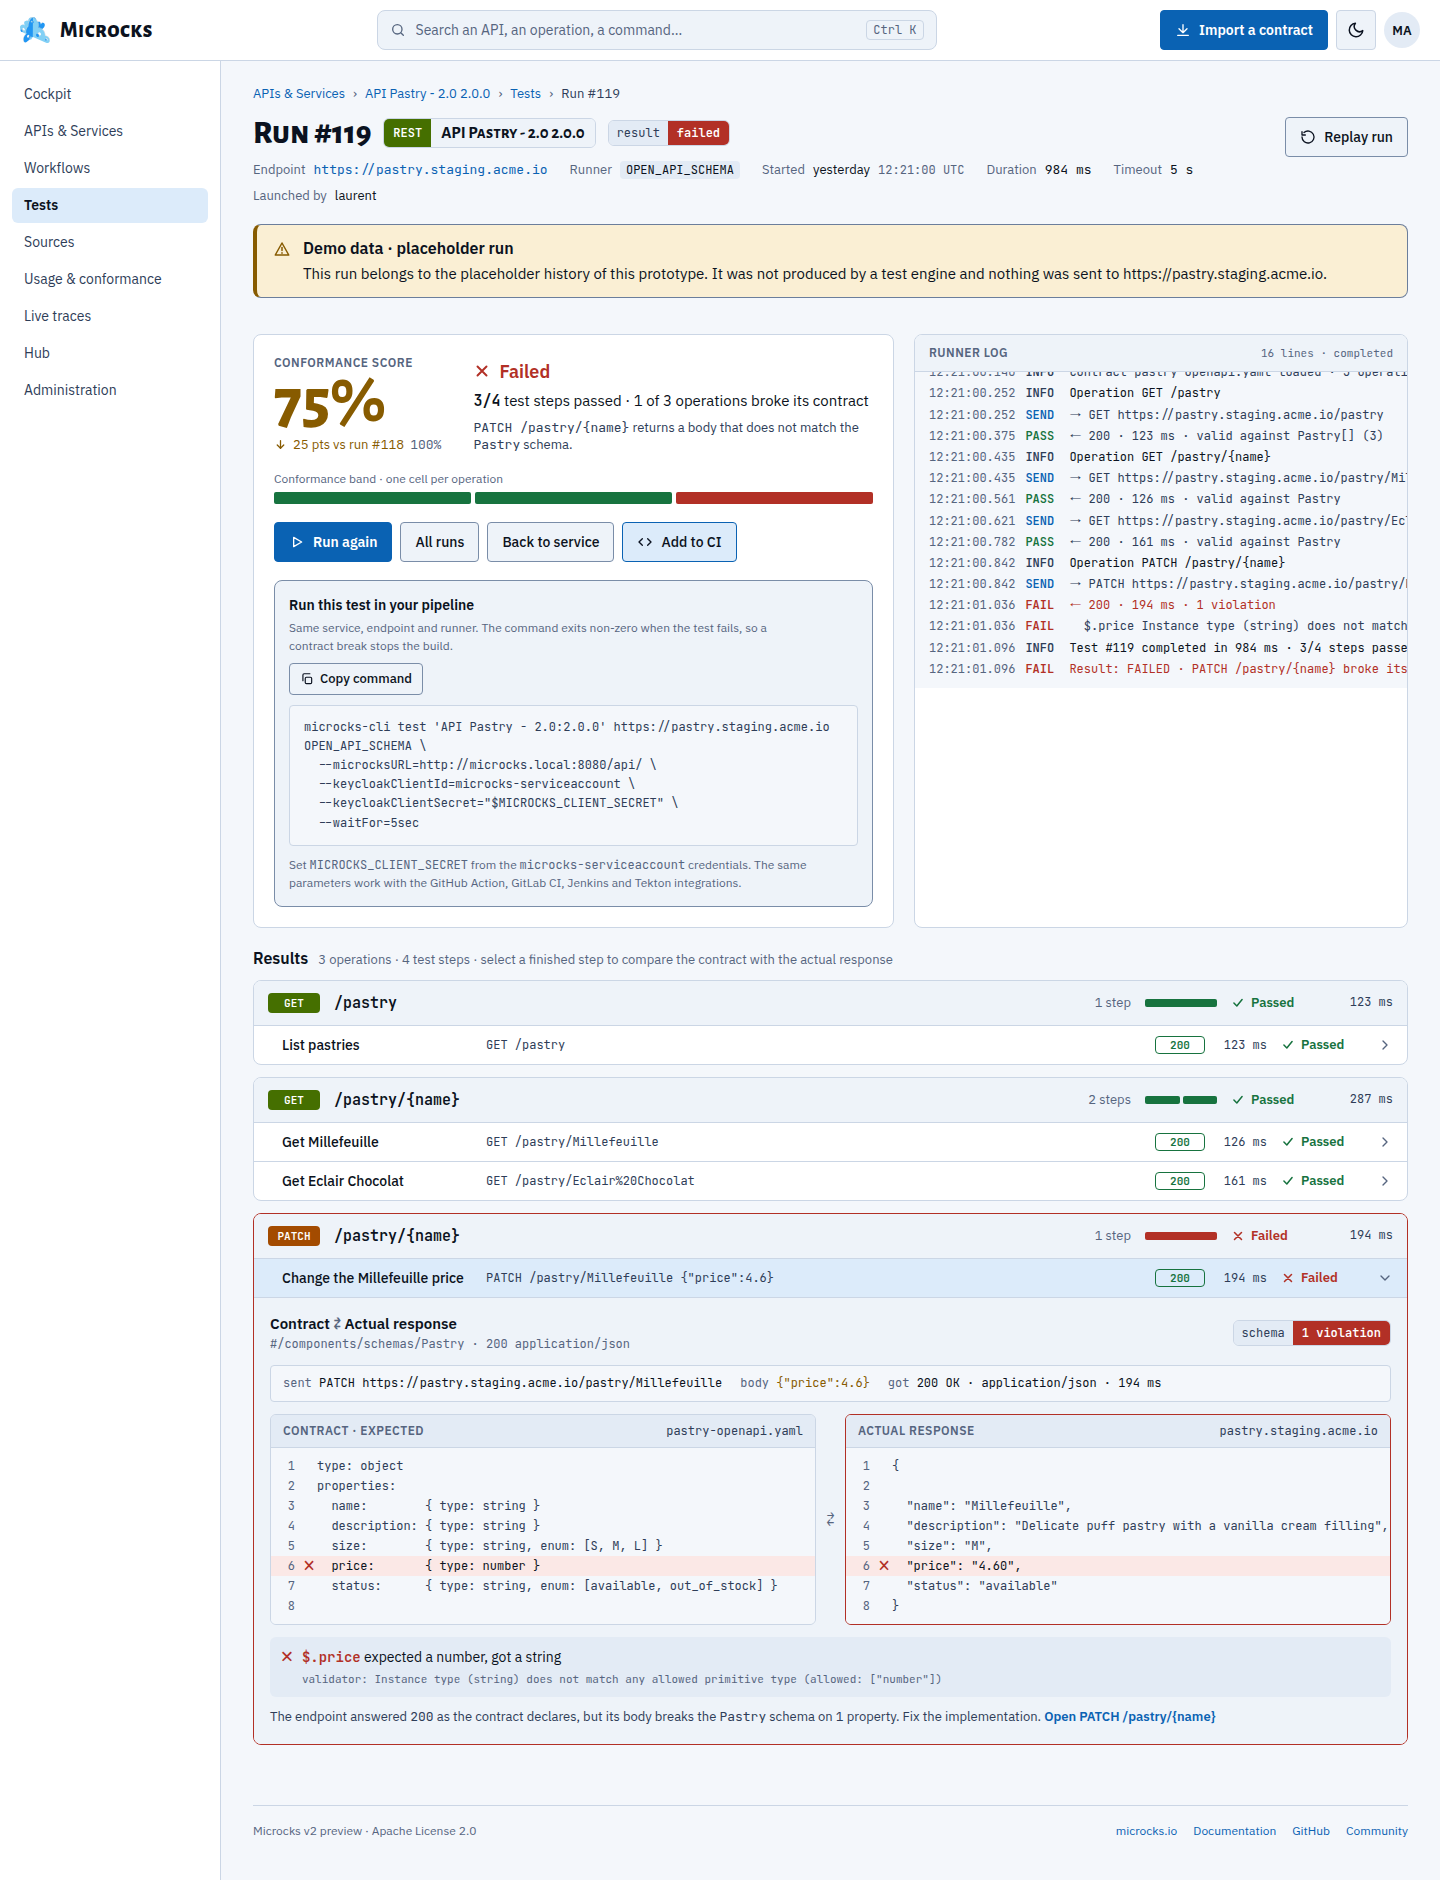 Microcks
Search an API, an operation, a command...
Ctrl K
Import a contract
MA
Cockpit
APIs & Services
Workflows
Tests
Sources
Usage & conformance
Live traces
Hub
Administration
APIs & Services › API Pastry - 2.0 2.0.0 › Tests › Run #119
Run #119
REST API Pastry - 2.0 2.0.0
result failed
Replay run
Endpoint https://pastry.staging.acme.io Runner OPEN_API_SCHEMA Started yesterday 12:21:00 UTC Duration 984 ms Timeout 5 s
Launched by laurent
Demo data · placeholder run
This run belongs to the placeholder history of this prototype. It was not produced by a test engine and nothing was sent to https://pastry.staging.acme.io.
CONFORMANCE SCORE
75%
↓ 25 pts vs run #118 100%
Failed
3/4 test steps passed · 1 of 3 operations broke its contract
PATCH /pastry/{name} returns a body that does not match the
Pastry schema.
Conformance band · one cell per operation
Run again
All runs
Back to service
Add to CI
Run this test in your pipeline
Same service, endpoint and runner. The command exits non-zero when the test fails, so a
contract break stops the build.
Copy command
microcks-cli test 'API Pastry - 2.0:2.0.0' https://pastry.staging.acme.io
OPEN_API_SCHEMA \
--microcksURL=http://microcks.local:8080/api/ \
--keycloakClientId=microcks-serviceaccount \
--keycloakClientSecret="$MICROCKS_CLIENT_SECRET" \
--waitFor=5sec
Set MICROCKS_CLIENT_SECRET from the microcks-serviceaccount credentials. The same
parameters work with the GitHub Action, GitLab CI, Jenkins and Tekton integrations.
RUNNER LOG
16 lines · completed
12:21:00.252 INFO Operation GET /pastry
12:21:00.252 SEND → GET https://pastry.staging.acme.io/pastry
12:21:00.375 PASS ← 200 · 123 ms · valid against Pastry[] (3)
12:21:00.435 INFO Operation GET /pastry/{name}
12:21:00.435 SEND → GET https://pastry.staging.acme.io/pastry/Mil
12:21:00.561 PASS ← 200 · 126 ms · valid against Pastry
12:21:00.621 SEND → GET https://pastry.staging.acme.io/pastry/Ecl
12:21:00.782 PASS ← 200 · 161 ms · valid against Pastry
12:21:00.842 INFO Operation PATCH /pastry/{name}
12:21:00.842 SEND → PATCH https://pastry.staging.acme.io/pastry/
12:21:01.036 FAIL ← 200 · 194 ms · 1 violation
12:21:01.036 FAIL $.price Instance type (string) does not match
12:21:01.096 INFO Test #119 completed in 984 ms · 3/4 steps passe
12:21:01.096 FAIL Result: FAILED · PATCH /pastry/{name} broke its
Results 3 operations · 4 test steps · select a finished step to compare the contract with the actual response
GET /pastry 1 step Passed 123 ms
List pastries GET /pastry 200 123 ms Passed
GET /pastry/{name} 2 steps Passed 287 ms
Get Millefeuille GET /pastry/Millefeuille 200 126 ms Passed
Get Eclair Chocolat GET /pastry/Eclair%20Chocolat 200 161 ms Passed
PATCH /pastry/{name} 1 step Failed 194 ms
Change the Millefeuille price PATCH /pastry/Millefeuille {"price":4.6} 200 194 ms Failed
Contract ⇄ Actual response
#/components/schemas/Pastry · 200 application/json
schema 1 violation
sent PATCH https://pastry.staging.acme.io/pastry/Millefeuille body {"price":4.6} got 200 OK · application/json · 194 ms
CONTRACT · EXPECTED pastry-openapi.yaml
1 type: object
2 properties:
3 name: { type: string }
4 description: { type: string }
5 size: { type: string, enum: [S, M, L] }
6 price: { type: number }
7 status: { type: string, enum: [available, out_of_stock] }
8
⇄
ACTUAL RESPONSE pastry.staging.acme.io
1 {
2
3 "name": "Millefeuille",
4 "description": "Delicate puff pastry with a vanilla cream filling",
5 "size": "M",
6 "price": "4.60",
7 "status": "available"
8 }
$.price expected a number, got a string
validator: Instance type (string) does not match any allowed primitive type (allowed: ["number"])
The endpoint answered 200 as the contract declares, but its body breaks the Pastry schema on 1 property. Fix the implementation. Open PATCH /pastry/{name}
Microcks v2 preview · Apache License 2.0
microcks.io Documentation GitHub Community